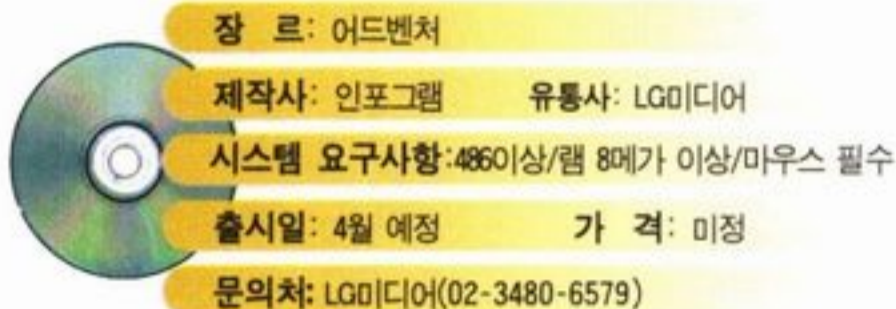 장 르: 어드벤처
제작사: 인포그램 유통사: LG미디어
시스템 요구사항:486이상/램 8메가 이상/마우스 필수
출시일: 4월 예정 가 격: 미정
문의처: LG미디어(02-3480-6579)